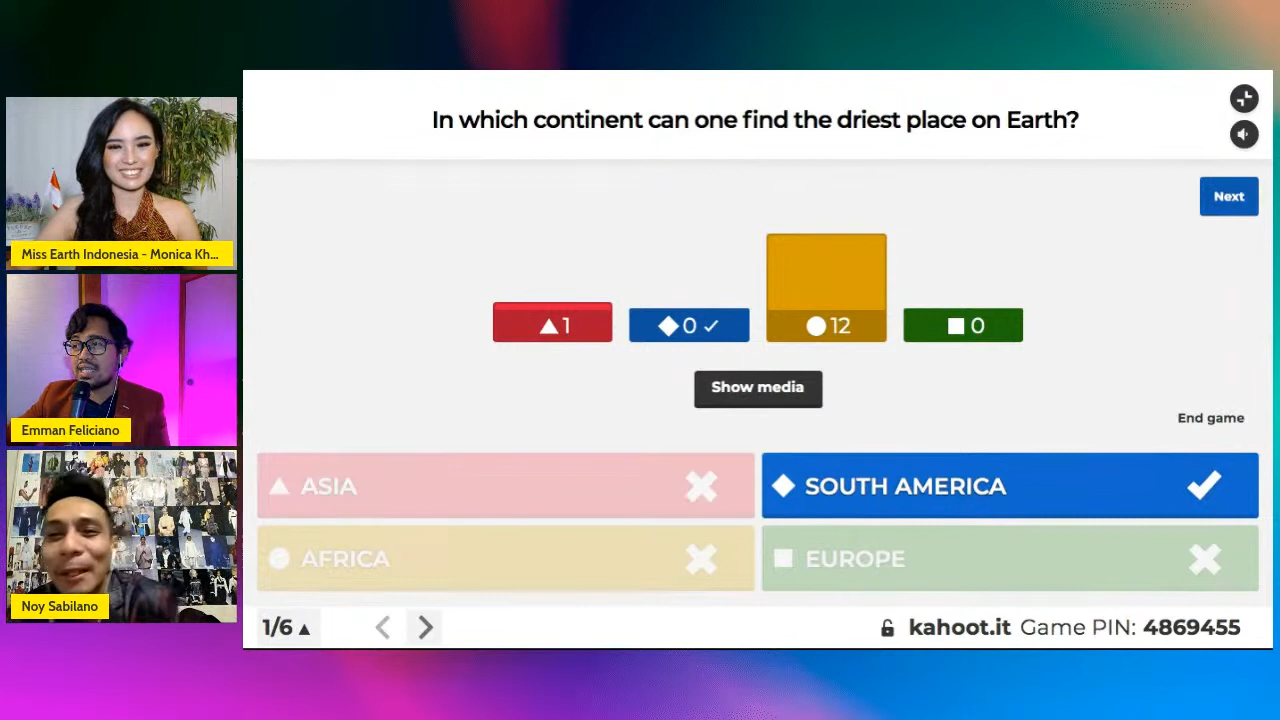 In which continent can one find the driest place on Earth?
Next
1
0
12
0
Show media
End game
ASIA
SOUTH AMERICA
AFRICA
EUROPE
1/6
kahoot.it Game PIN: 4869455
Miss Earth Indonesia - Monica Kh...
Emman Feliciano
Noy Sabilano